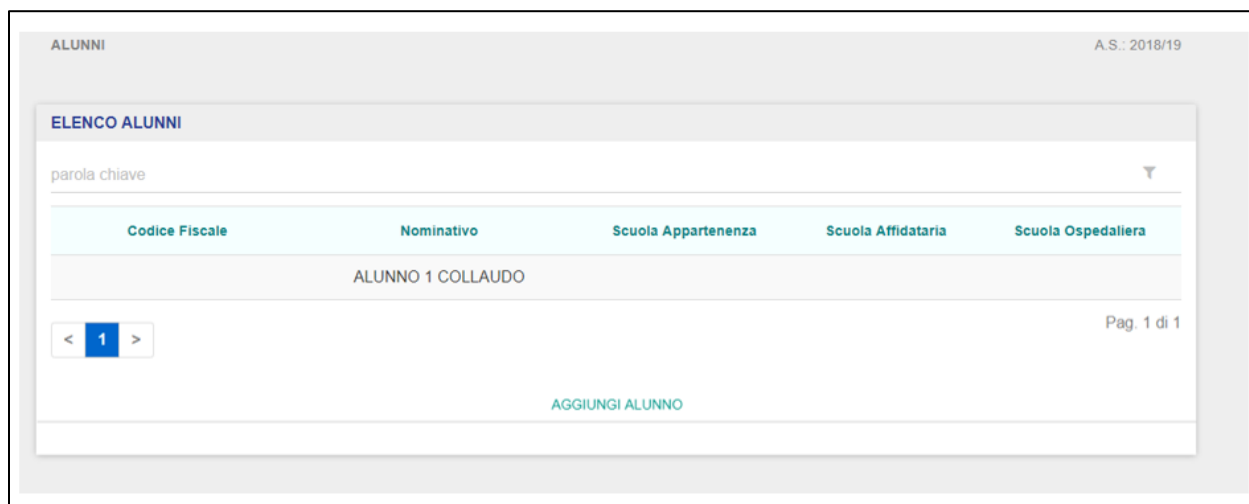 ALUNNI A.S.: 2018/19
ELENCO ALUNNI
parola chiave
Codice Fiscale Nominativo Scuola Appartenenza Scuola Affidataria Scuola Ospedaliera
ALUNNO 1 COLLAUDO
< 1 > Pag. 1 di 1
AGGIUNGI ALUNNO